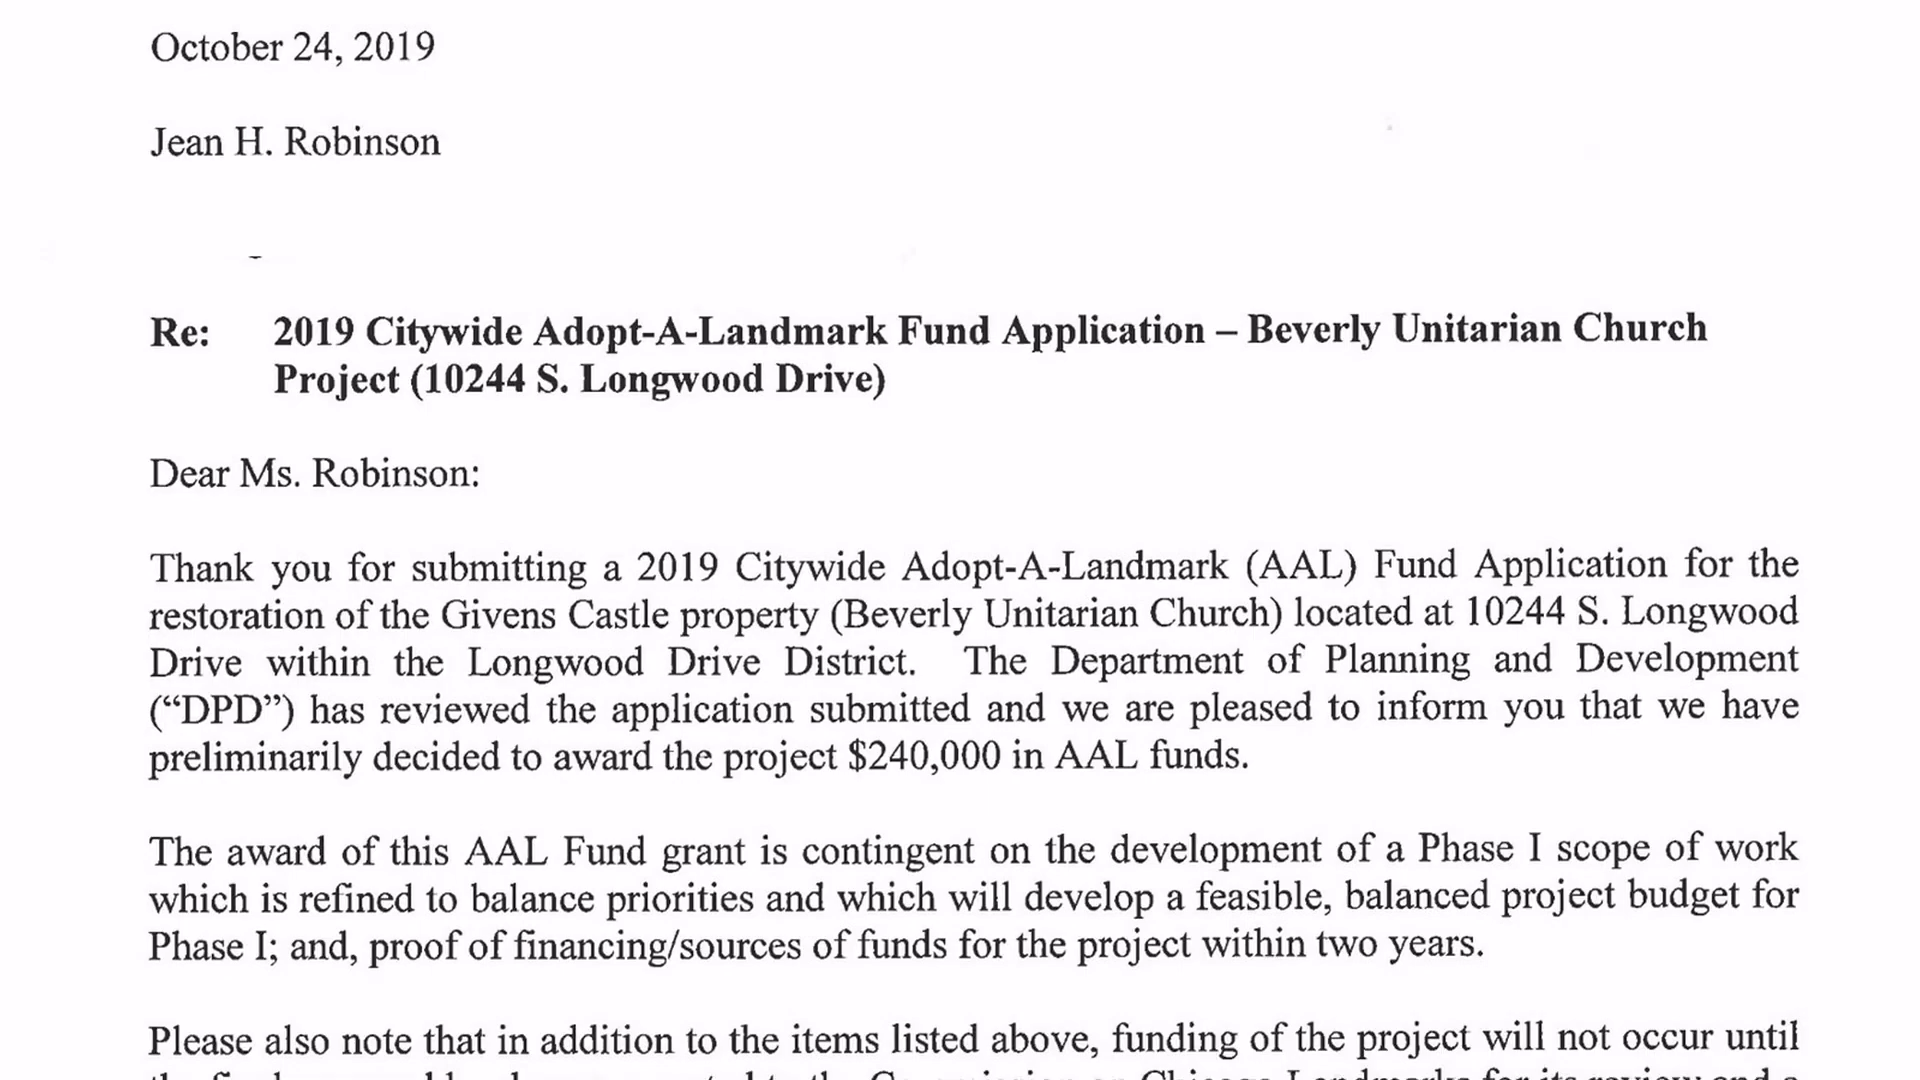 October 24, 2019
Jean H. Robinson
Re: 2019 Citywide Adopt-A-Landmark Fund Application – Beverly Unitarian Church
Project (10244 S. Longwood Drive)
Dear Ms. Robinson:
Thank you for submitting a 2019 Citywide Adopt-A-Landmark (AAL) Fund Application for the
restoration of the Givens Castle property (Beverly Unitarian Church) located at 10244 S. Longwood
Drive within the Longwood Drive District. The Department of Planning and Development
(“DPD”) has reviewed the application submitted and we are pleased to inform you that we have
preliminarily decided to award the project $240,000 in AAL funds.
The award of this AAL Fund grant is contingent on the development of a Phase I scope of work
which is refined to balance priorities and which will develop a feasible, balanced project budget for
Phase I; and, proof of financing/sources of funds for the project within two years.
Please also note that in addition to the items listed above, funding of the project will not occur until